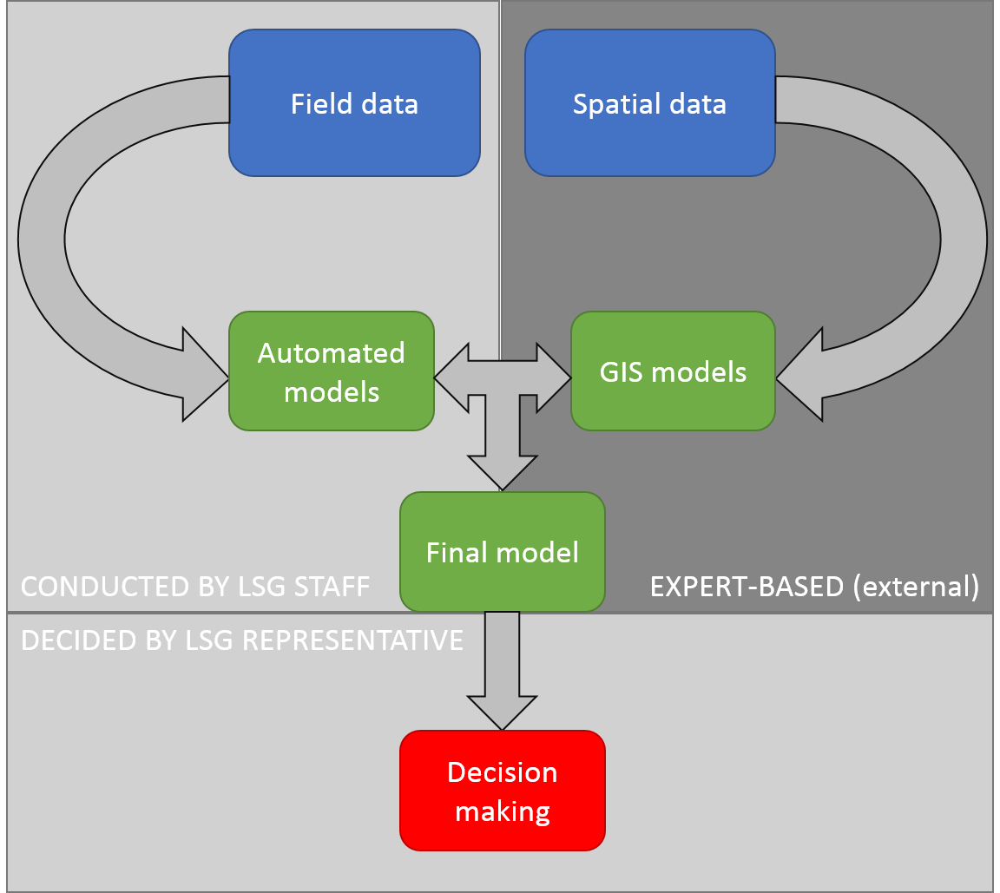 Field data
Spatial data
Automated
models
GIS models
Final model
CONDUCTED BY LSG STAFF
EXPERT-BASED (external)
DECIDED BY LSG REPRESENTATIVE
Decision
making